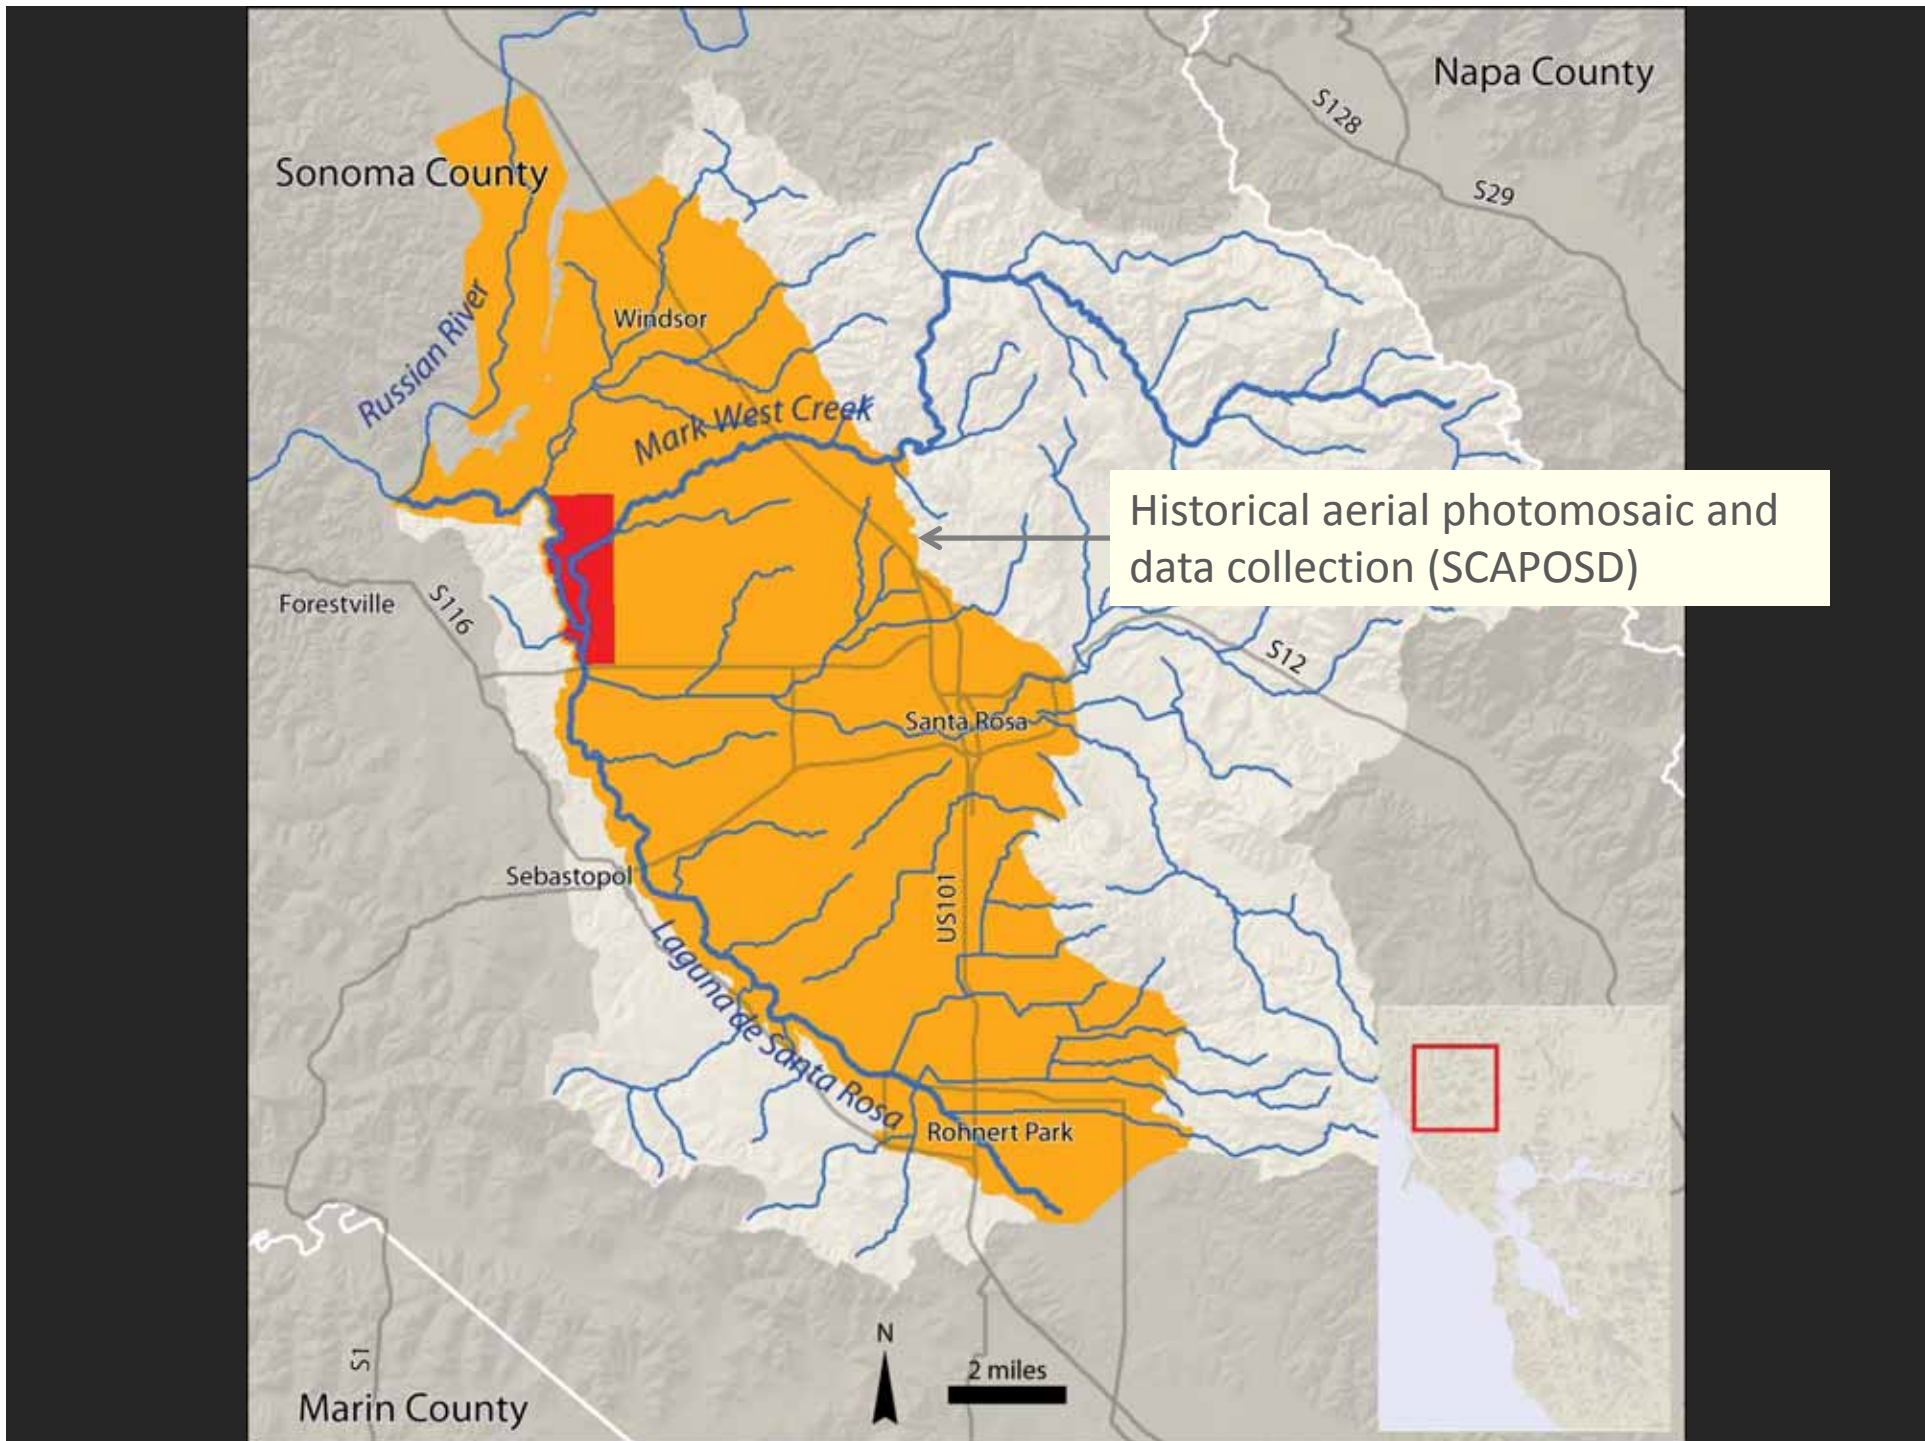 Napa County
S128
Sonoma County
S29
Russian River
Windsor
Mark West Creek
Historical aerial photomosaic and
data collection (SCAPOSD)
Forestville
S116
S12
Santa Rosa
Sebastopol
US101
Laguna de Santa Rosa
Rohnert Park
N
2 miles
S1
Marin County